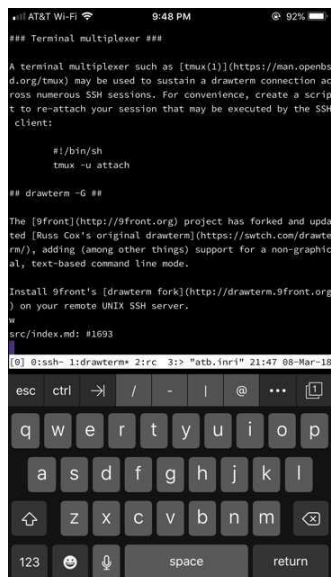 AT&T Wi-Fi 9:48 PM 92%
### Terminal multiplexer ###
A terminal multiplexer such as [tmux(1)](https://man.openbs
d.org/tmux) may be used to sustain a drawterm connection ac
ross numerous SSH sessions. For convenience, create a scrip
t to re-attach your session that may be executed by the SSH
client:
#!/bin/sh
tmux -u attach
## drawterm -G ##
The [9front](http://9front.org) project has forked and upda
ted [Russ Cox's original drawterm](https://swtch.com/drawte
rm/), adding (among other things) support for a non-graphic
al, text-based command line mode.
Install 9front's [drawterm fork](http://drawterm.9front.org
) on your remote UNIX SSH server.
w
src/index.md: #1693
[0] 0:ssh- 1:drawterm* 2:rc 3:> "atb.inri" 21:47 08-Mar-18
esc ctrl / - | @ ••• 1
q w e r t y u i o p
a s d f g h j k l
z x c v b n m
123 space return